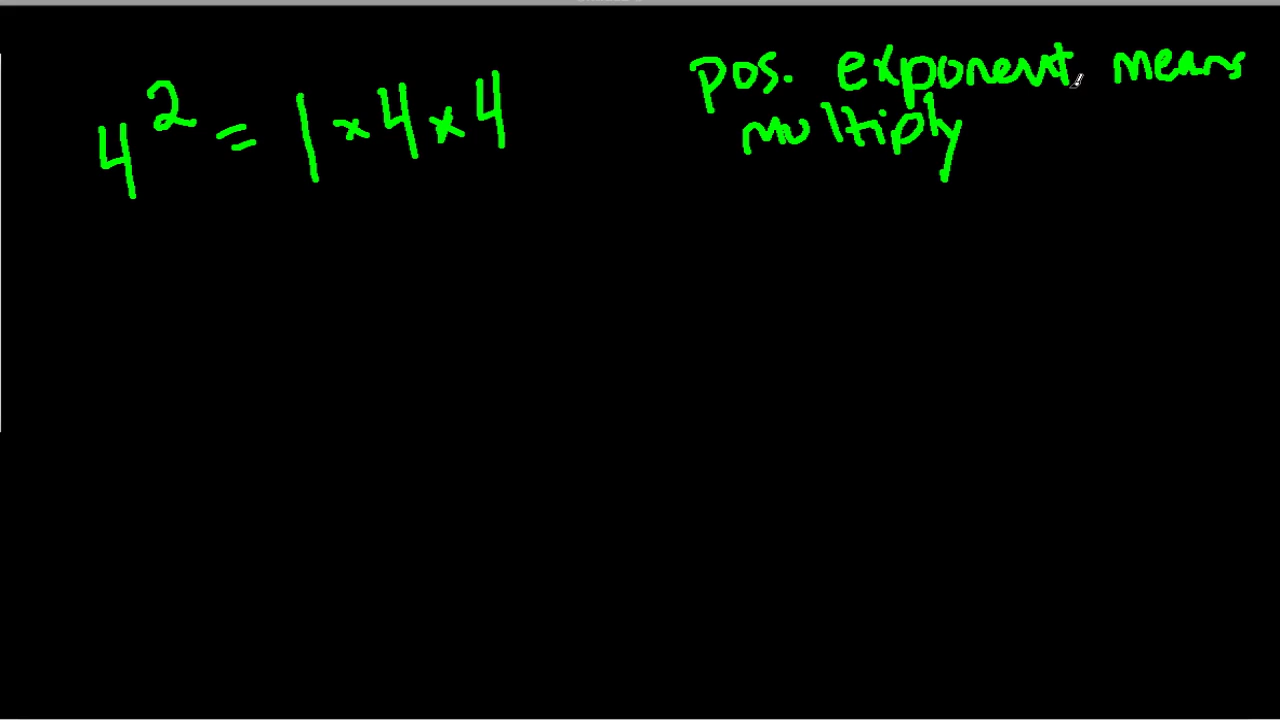 4² = 1 × 4 × 4
pos. exponent means
multiply